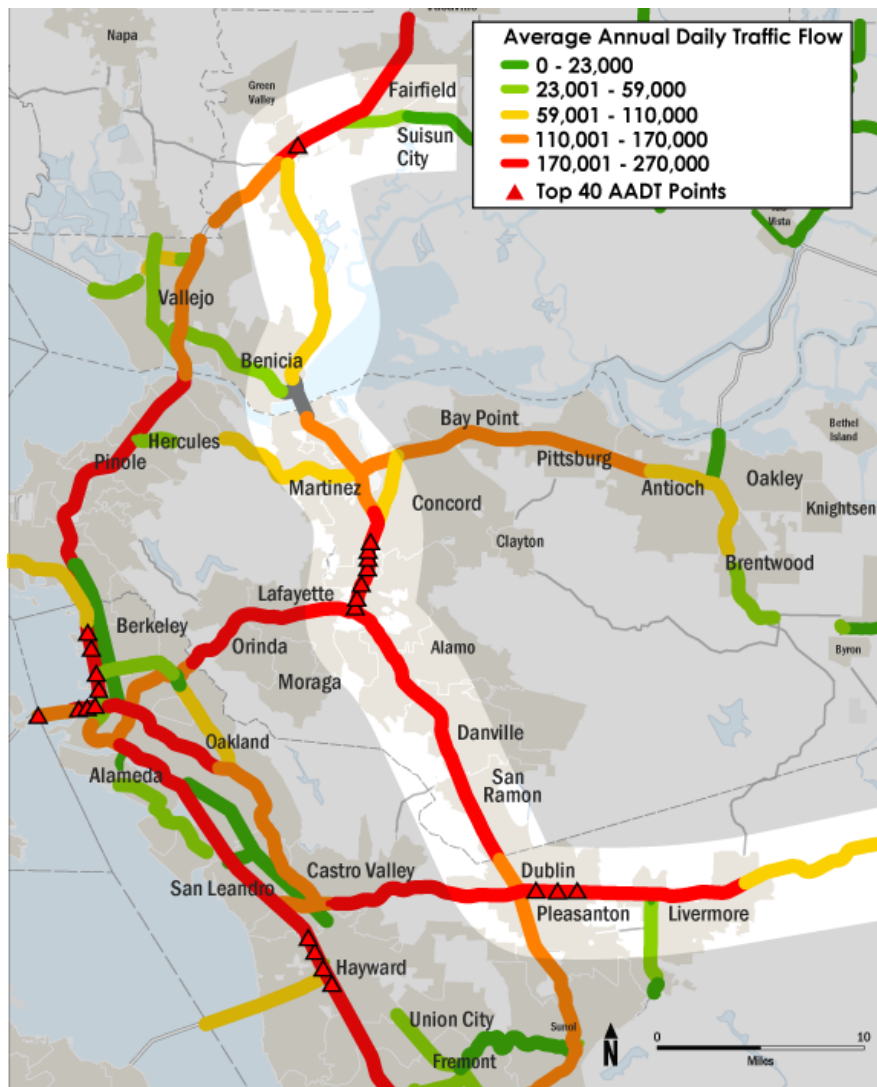 Napa
Vacaville
Green
Valley
Fairfield
Suisun
City
Average Annual Daily Traffic Flow
0 - 23,000
23,001 - 59,000
59,001 - 110,000
110,001 - 170,000
170,001 - 270,000
Top 40 AADT Points
Vista
Vallejo
Benicia
Bay Point
Bethel
Island
Hercules
Pinole
Pittsburg
Martinez
Antioch
Oakley
Concord
Knightsen
Clayton
Brentwood
Lafayette
Berkeley
Orinda
Alamo
Byron
Moraga
Danville
Oakland
Alameda
San
Ramon
Castro Valley
Dublin
San Leandro
Pleasanton
Livermore
Hayward
Union City
Sunol
Fremont
N
0
10
Miles